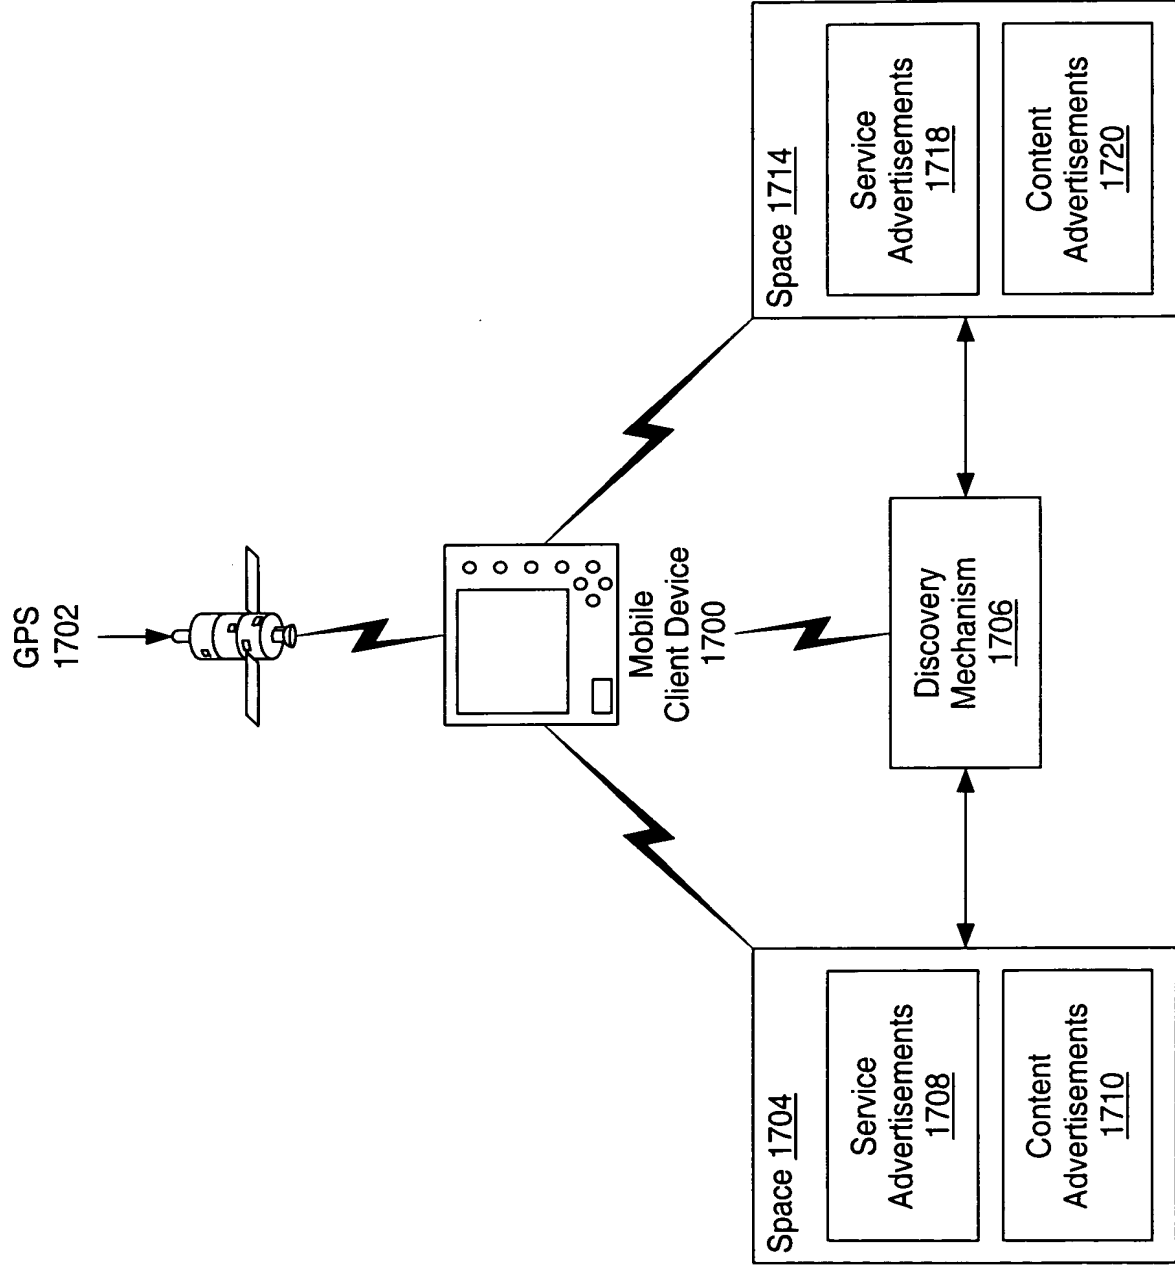 GPS
1702
Mobile
Client Device
1700
Discovery
Mechanism
1706
Space 1704
Service
Advertisements
1708
Content
Advertisements
1710
Space 1714
Service
Advertisements
1718
Content
Advertisements
1720